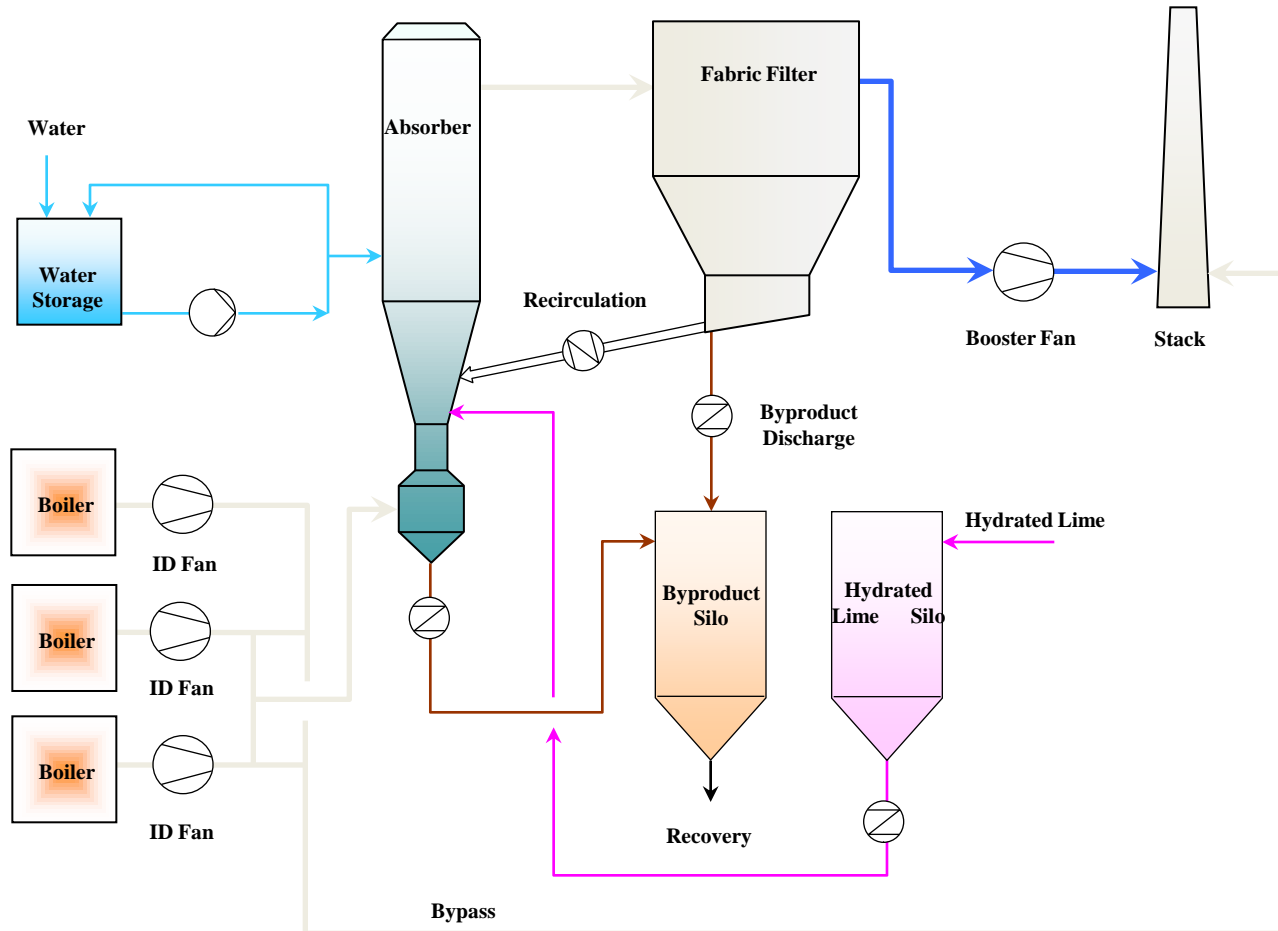 Fabric Filter
Water
Absorber
Water
Storage
Recirculation
Booster Fan
Stack
Byproduct
Discharge
Boiler
Hydrated Lime
ID Fan
Byproduct
Silo
Hydrated
Lime Silo
Boiler
ID Fan
Boiler
ID Fan
Recovery
Bypass